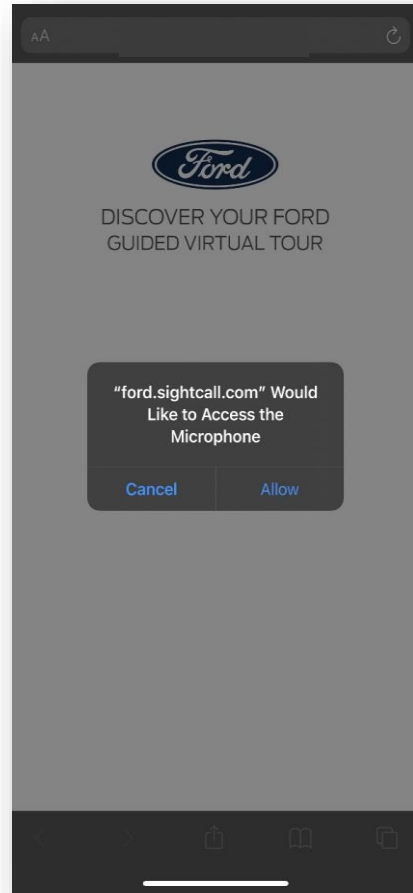 AA
Ford
DISCOVER YOUR FORD
GUIDED VIRTUAL TOUR
“ford.sightcall.com” Would
Like to Access the
Microphone
Cancel Allow